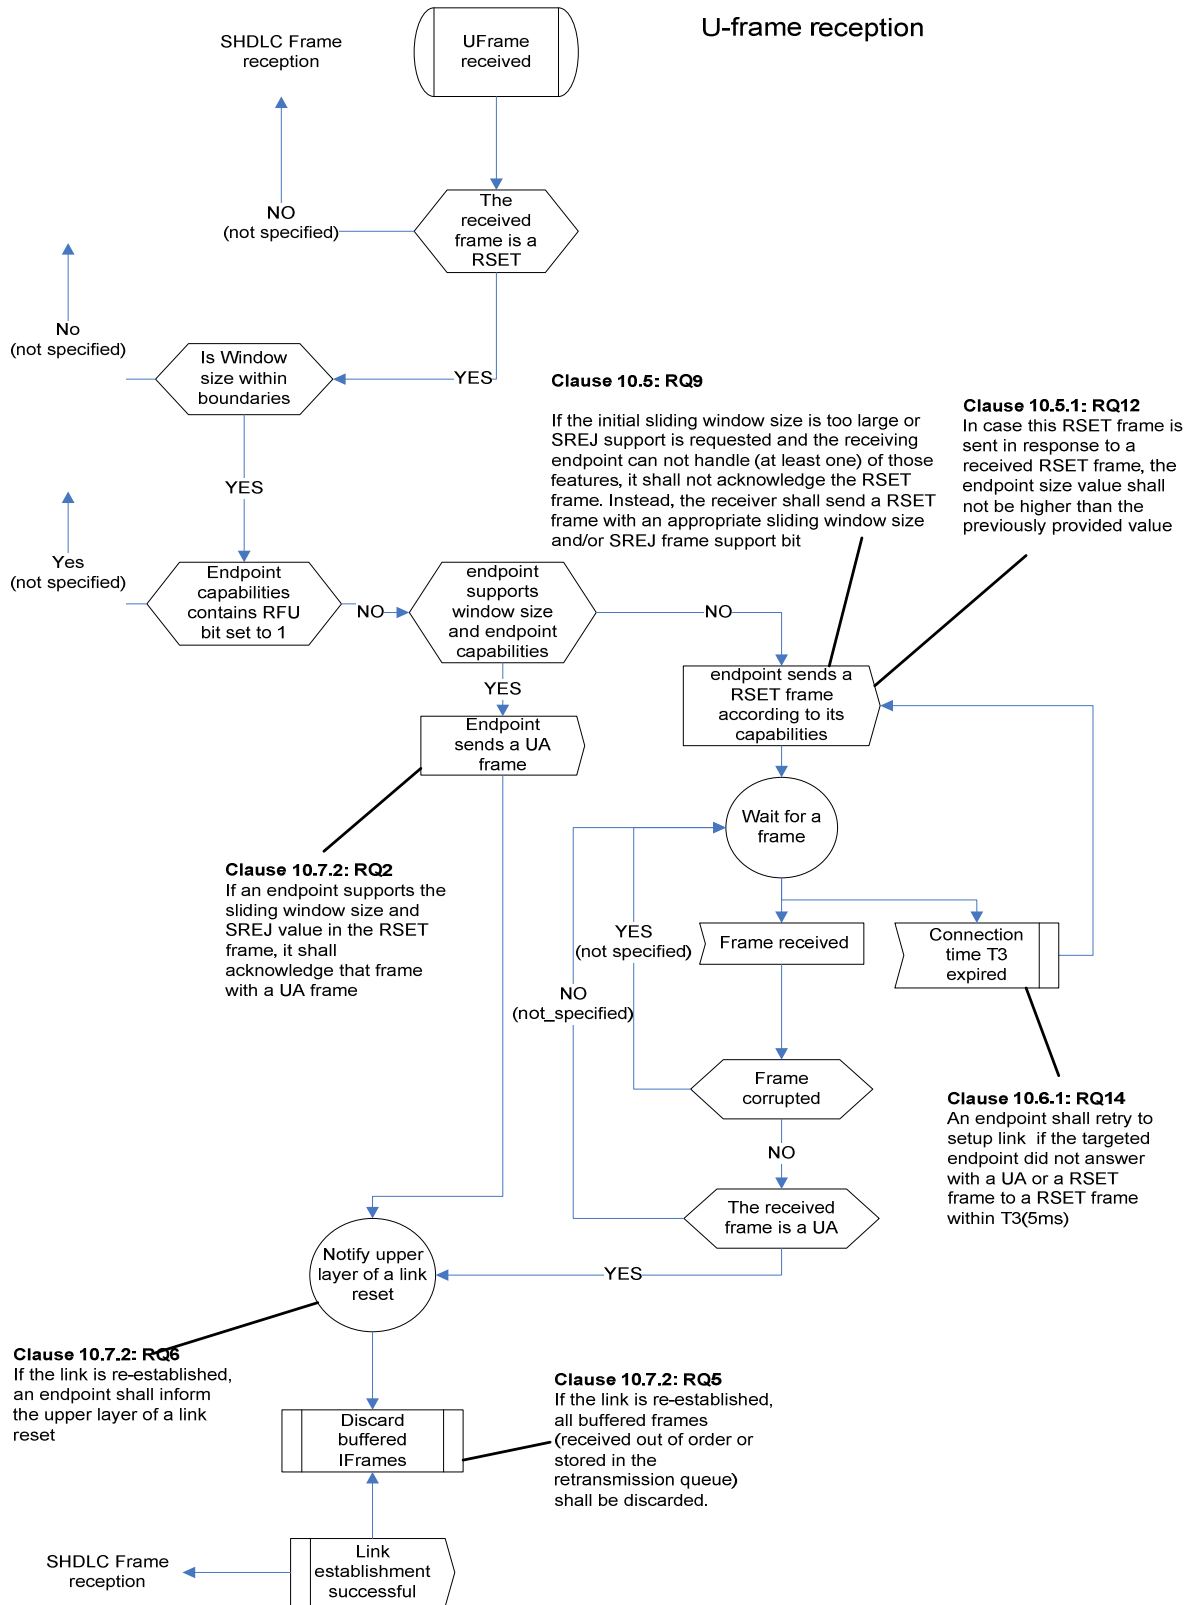 U-frame reception
SHDLC Frame
reception
UFrame
received
The
received
frame is a
RSET
NO
(not specified)
No
(not specified)
Is Window
size within
boundaries
YES
Clause 10.5: RQ9
If the initial sliding window size is too large or
SREJ support is requested and the receiving
endpoint can not handle (at least one) of those
features, it shall not acknowledge the RSET
frame. Instead, the receiver shall send a RSET
frame with an appropriate sliding window size
and/or SREJ frame support bit
Clause 10.5.1: RQ12
In case this RSET frame is
sent in response to a
received RSET frame, the
endpoint size value shall
not be higher than the
previously provided value
YES
Yes
(not specified)
Endpoint
capabilities
contains RFU
bit set to 1
NO
endpoint
supports
window size
and endpoint
capabilities
NO
YES
endpoint sends a
RSET frame
according to its
capabilities
Endpoint
sends a UA
frame
Wait for a
frame
Clause 10.7.2: RQ2
If an endpoint supports the
sliding window size and
SREJ value in the RSET
frame, it shall
acknowledge that frame
with a UA frame
YES
(not specified)
Frame received
Connection
time T3
expired
NO
(not_specified)
Frame
corrupted
Clause 10.6.1: RQ14
An endpoint shall retry to
setup link  if the targeted
endpoint did not answer
with a UA or a RSET
frame to a RSET frame
within T3(5ms)
NO
The received
frame is a UA
YES
Notify upper
layer of a link
reset
Clause 10.7.2: RQ6
If the link is re-established,
an endpoint shall inform
the upper layer of a link
reset
Clause 10.7.2: RQ5
If the link is re-established,
all buffered frames
(received out of order or
stored in the
retransmission queue)
shall be discarded.
Discard
buffered
IFrames
SHDLC Frame
reception
Link
establishment
successful